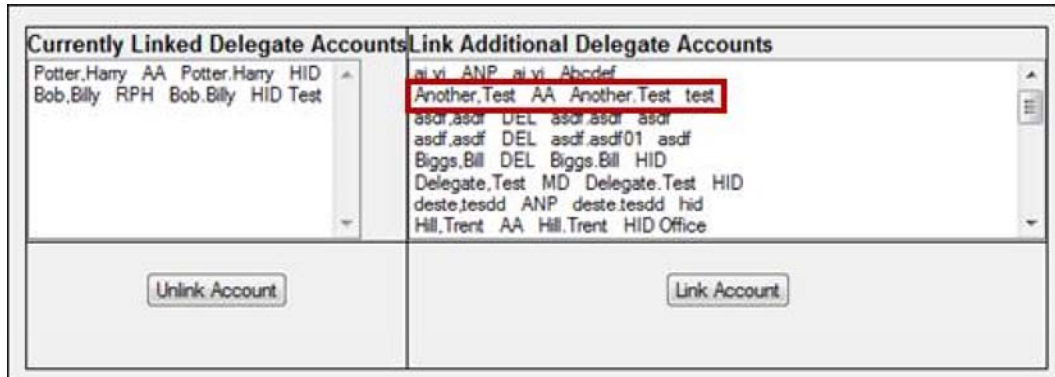 Currently Linked Delegate Accounts
Potter,Harry AA Potter.Harry HID
Bob,Billy RPH Bob.Billy HID Test
Unlink Account
Link Additional Delegate Accounts
ai,vi ANP ai.vi Abcdef
Another,Test AA Another.Test test
asdf,asdf DEL asdf.asdf asdf
asdf,asdf DEL asdf.asdf01 asdf
Biggs,Bill DEL Biggs.Bill HID
Delegate,Test MD Delegate.Test HID
deste,tesdd ANP deste.tesdd hid
Hill,Trent AA Hill.Trent HID Office
Link Account